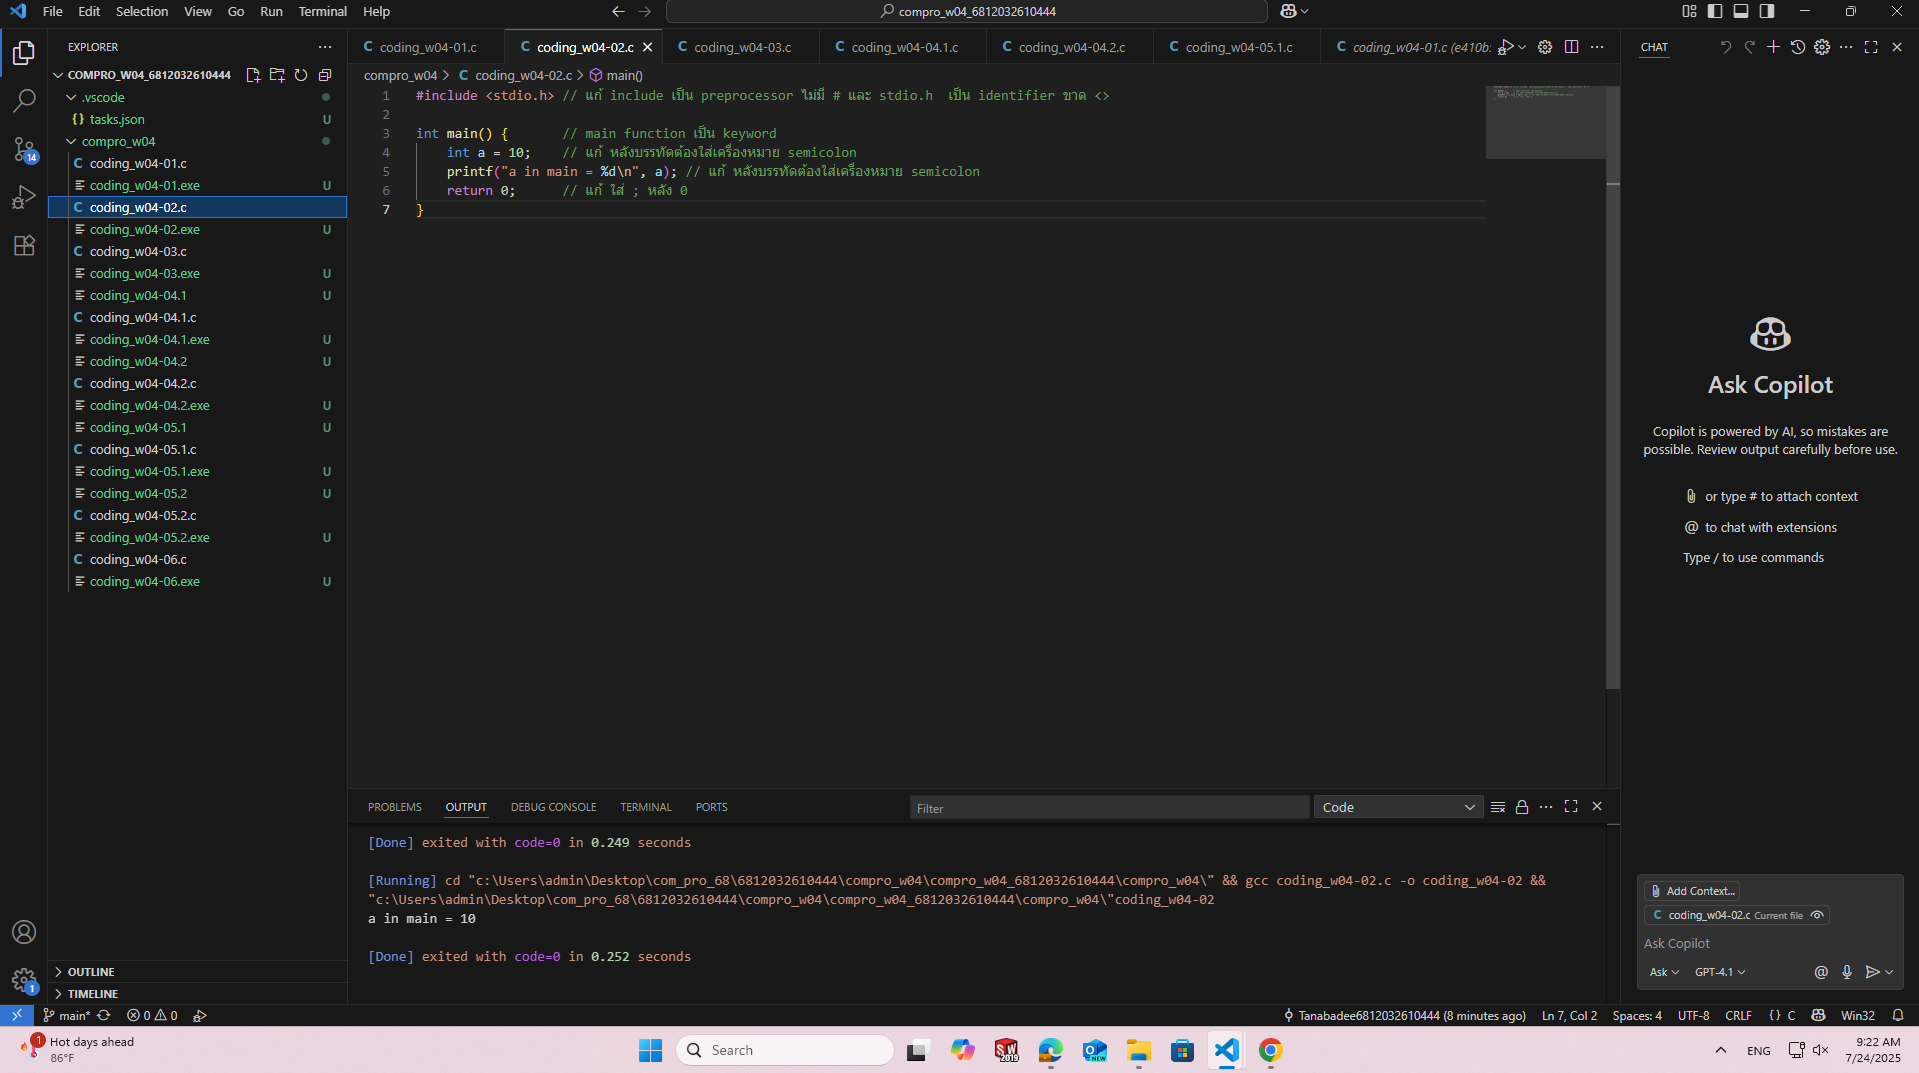 File Edit Selection View Go Run Terminal Help
compro_w04_6812032610444
EXPLORER
COMPRO_W04_6812032610444
.vscode
tasks.json U
compro_w04
coding_w04-01.c
coding_w04-01.exe U
coding_w04-02.c
coding_w04-02.exe U
coding_w04-03.c
coding_w04-03.exe U
coding_w04-04.1 U
coding_w04-04.1.c
coding_w04-04.1.exe U
coding_w04-04.2 U
coding_w04-04.2.c
coding_w04-04.2.exe U
coding_w04-05.1 U
coding_w04-05.1.c
coding_w04-05.1.exe U
coding_w04-05.2 U
coding_w04-05.2.c
coding_w04-05.2.exe U
coding_w04-06.c
coding_w04-06.exe U
OUTLINE
TIMELINE
14
1
coding_w04-01.c coding_w04-02.c coding_w04-03.c coding_w04-04.1.c coding_w04-04.2.c coding_w04-05.1.c coding_w04-01.c (e410b:
compro_w04 > coding_w04-02.c > main()
1 #include <stdio.h> // แก้ include เป็น preprocessor ไม่มี # และ stdio.h  เป็น identifier ขาด <>
2
3 int main() {       // main function เป็น keyword
4     int a = 10;    // แก้ หลังบรรทัดต้องใส่เครื่องหมาย semicolon
5     printf("a in main = %d\n", a); // แก้ หลังบรรทัดต้องใส่เครื่องหมาย semicolon
6     return 0;      // แก้ ใส่ ; หลัง 0
7 }
PROBLEMS OUTPUT DEBUG CONSOLE TERMINAL PORTS
Filter
Code
[Done] exited with code=0 in 0.249 seconds
[Running] cd "c:\Users\admin\Desktop\com_pro_68\6812032610444\compro_w04\compro_w04_6812032610444\compro_w04\" && gcc coding_w04-02.c -o coding_w04-02 &&
"c:\Users\admin\Desktop\com_pro_68\6812032610444\compro_w04\compro_w04_6812032610444\compro_w04\"coding_w04-02
a in main = 10
[Done] exited with code=0 in 0.252 seconds
CHAT
Ask Copilot
Copilot is powered by AI, so mistakes are
possible. Review output carefully before use.
or type # to attach context
@ to chat with extensions
Type / to use commands
Add Context...
C coding_w04-02.c Current file
Ask Copilot
Ask GPT-4.1
main* 0 0
Tanabadee6812032610444 (8 minutes ago) Ln 7, Col 2 Spaces: 4 UTF-8 CRLF {} C Win32
1
Hot days ahead
86°F
Search
SW
2019
NEW
ENG
9:22 AM
7/24/2025